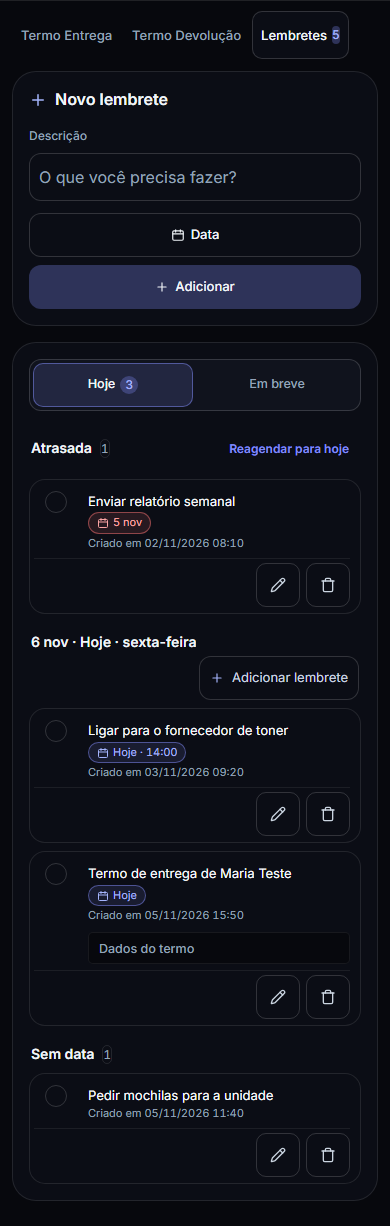 Termo Entrega
Termo Devolução
Lembretes 5
Novo lembrete
Descrição
O que você precisa fazer?
Data
Adicionar
Hoje 3
Em breve
Atrasada 1
Reagendar para hoje
Enviar relatório semanal
5 nov
Criado em 02/11/2026 08:10
6 nov · Hoje · sexta-feira
Adicionar lembrete
Ligar para o fornecedor de toner
Hoje · 14:00
Criado em 03/11/2026 09:20
Termo de entrega de Maria Teste
Hoje
Criado em 05/11/2026 15:50
Dados do termo
Sem data 1
Pedir mochilas para a unidade
Criado em 05/11/2026 11:40